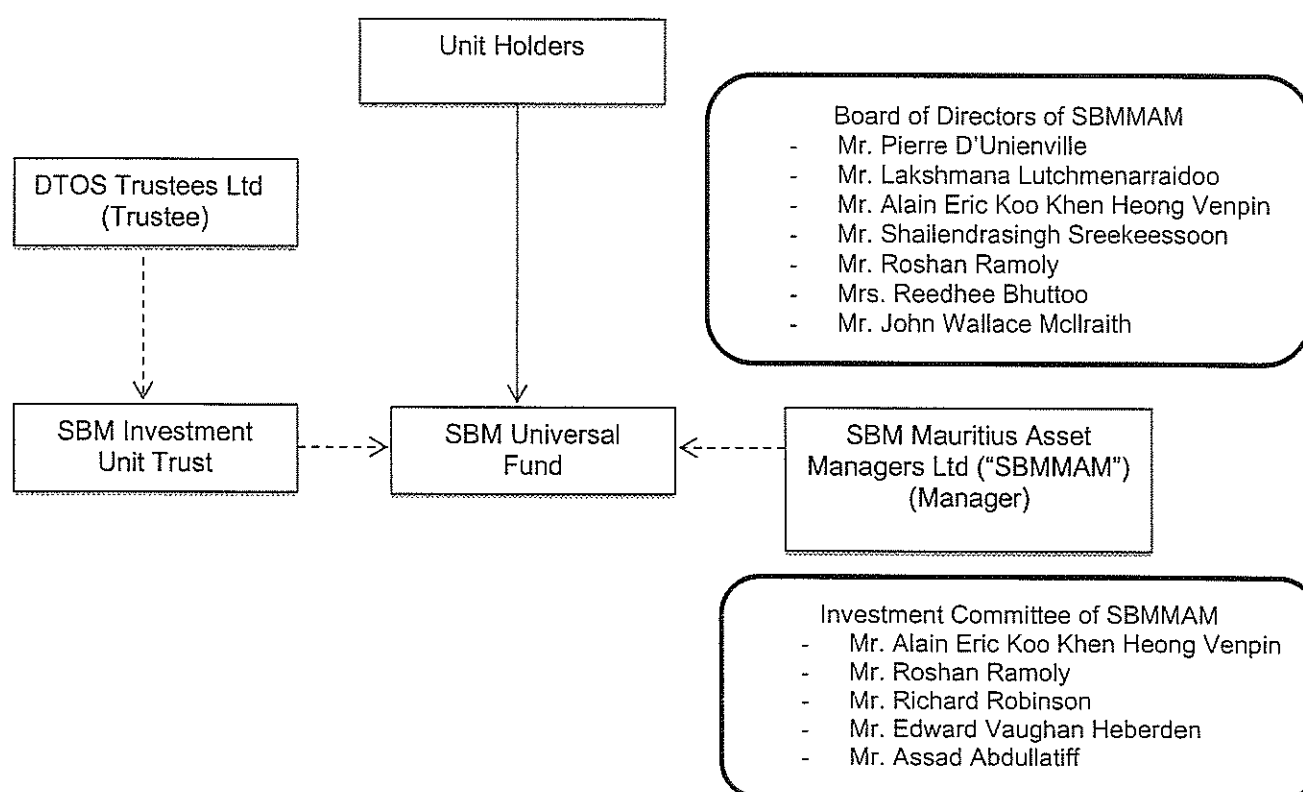 Unit Holders
Board of Directors of SBMMAM
- Mr. Pierre D'Unienville
- Mr. Lakshmana Lutchmenarraidoo
- Mr. Alain Eric Koo Khen Heong Venpin
- Mr. Shailendrasingh Sreekeessoon
- Mr. Roshan Ramoly
- Mrs. Reedhee Bhuttoo
- Mr. John Wallace McIlraith
DTOS Trustees Ltd
(Trustee)
SBM Investment
Unit Trust
SBM Universal
Fund
SBM Mauritius Asset
Managers Ltd ("SBMMAM")
(Manager)
Investment Committee of SBMMAM
- Mr. Alain Eric Koo Khen Heong Venpin
- Mr. Roshan Ramoly
- Mr. Richard Robinson
- Mr. Edward Vaughan Heberden
- Mr. Assad Abdullatiff